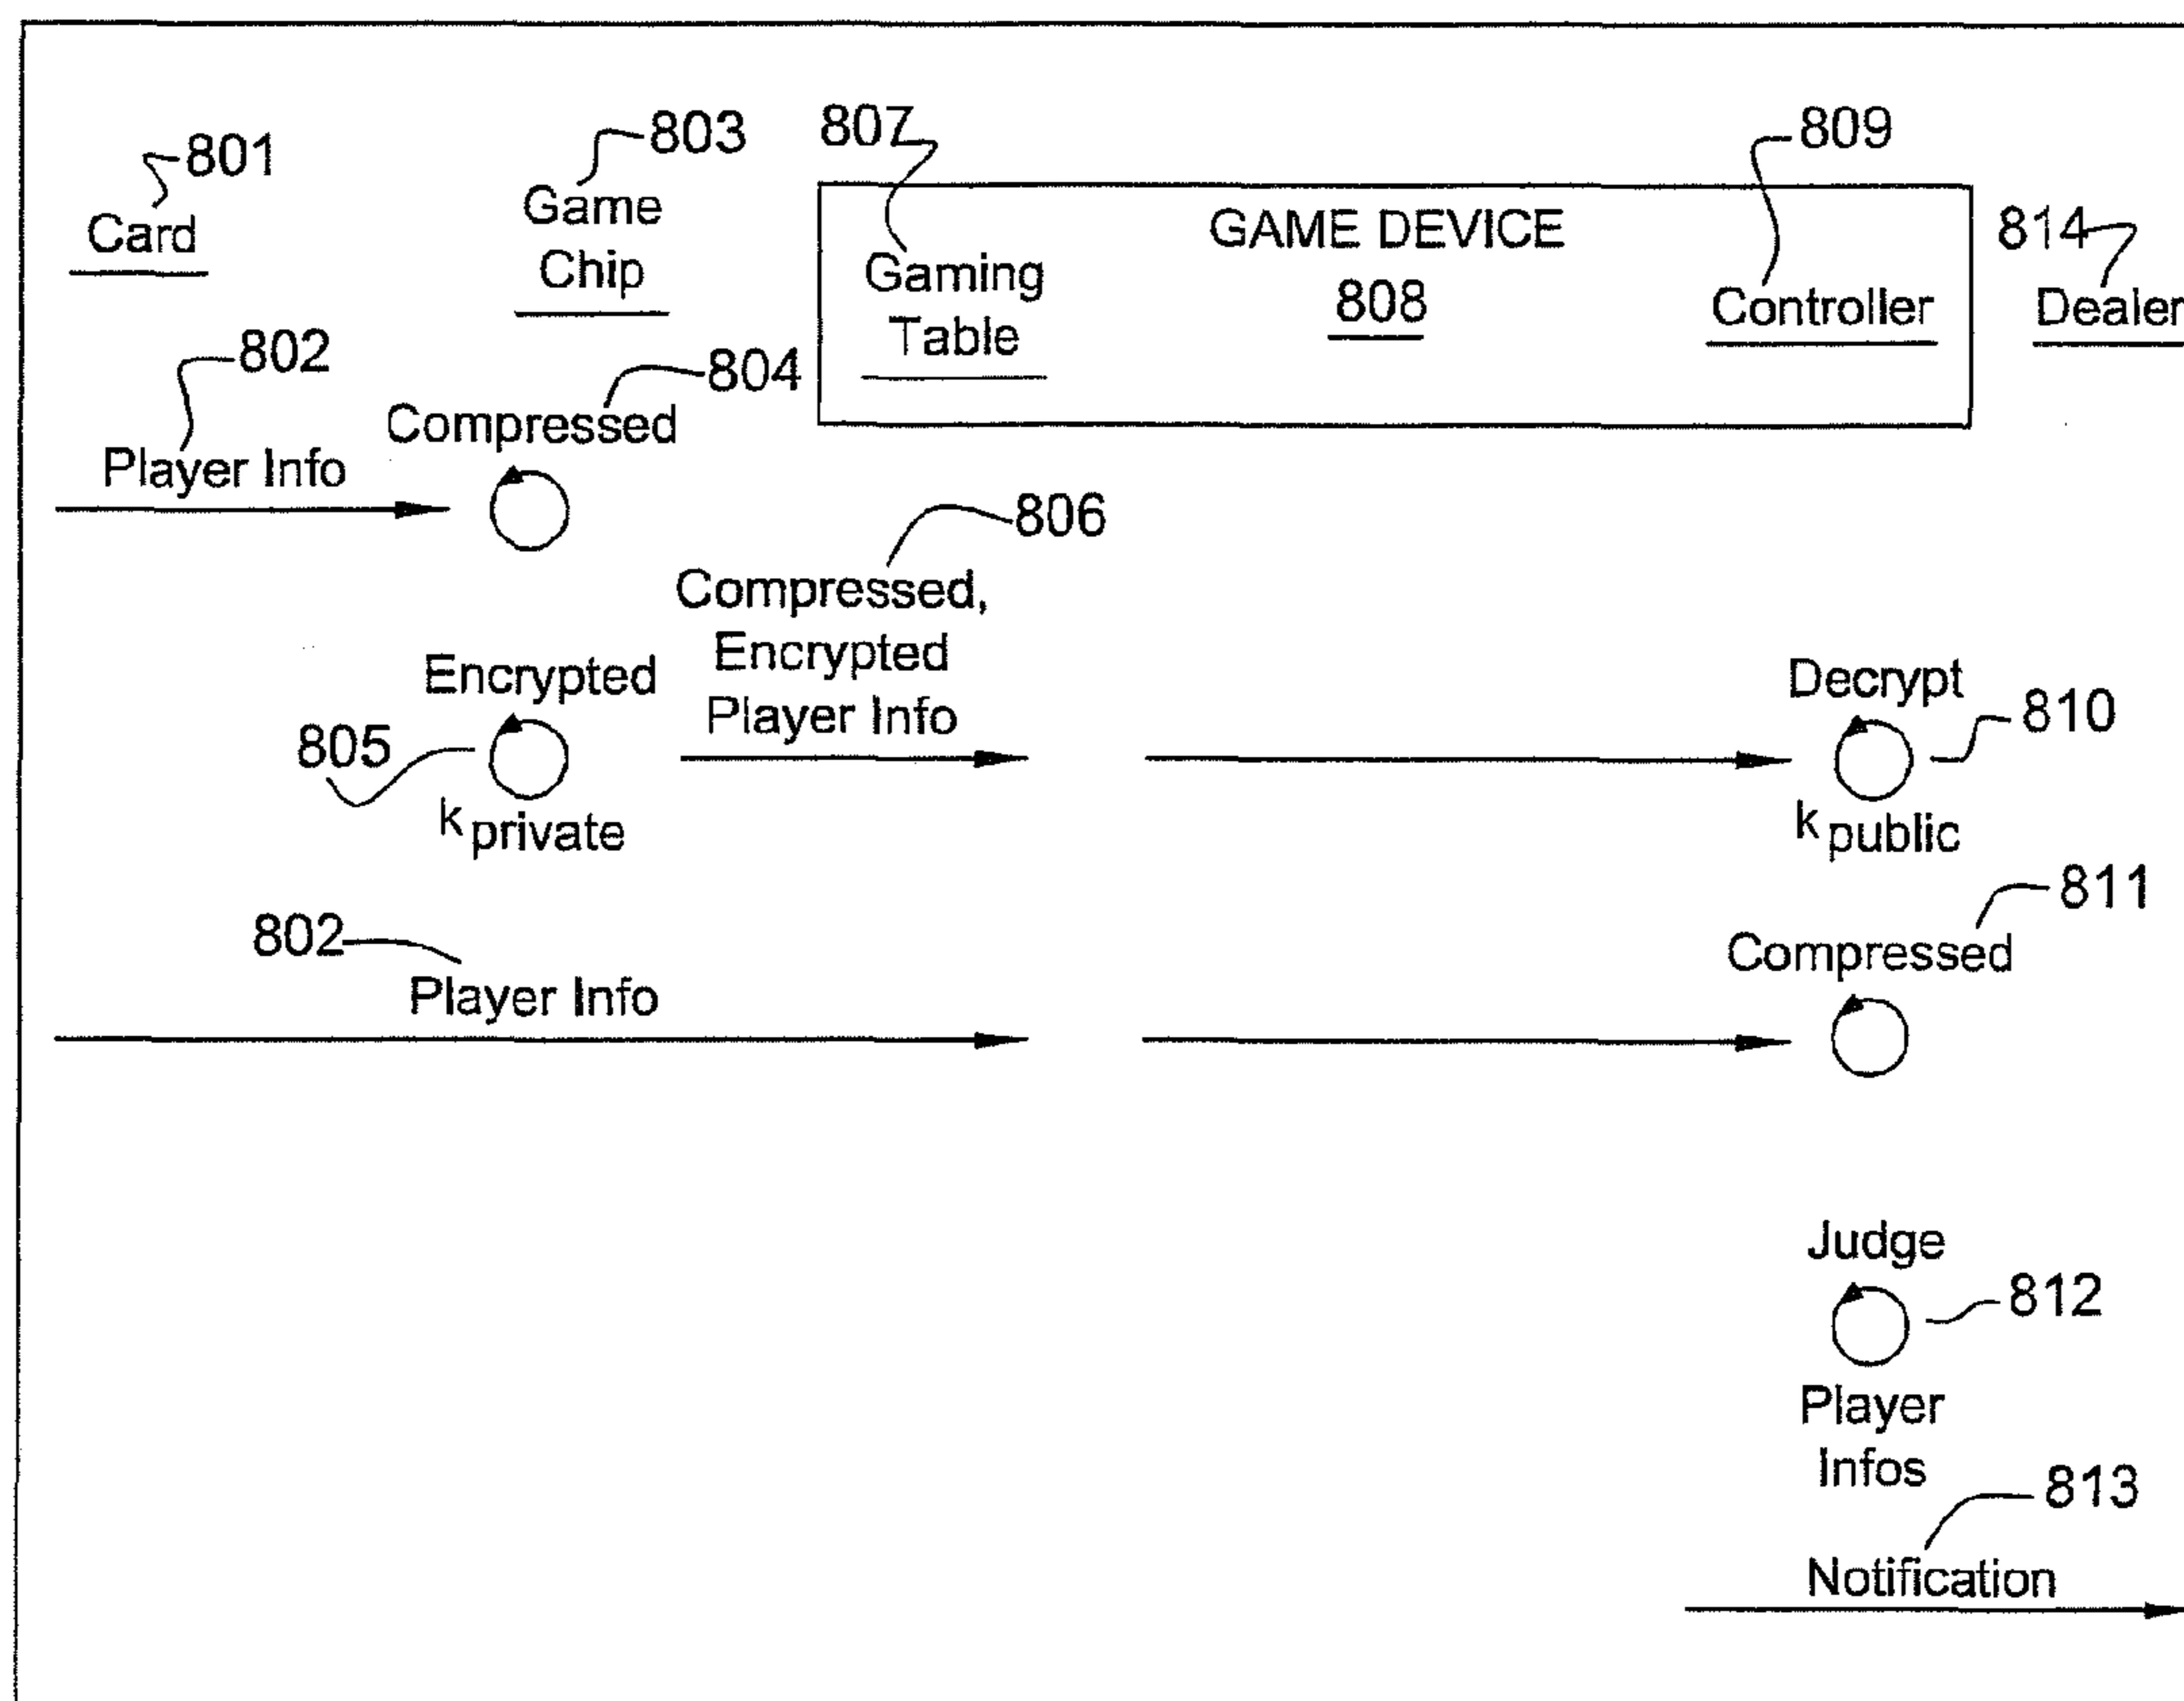 801
Card
803
Game
Chip
807
GAME DEVICE
808
Gaming
Table
809
Controller
814
Dealer
802
Player Info
804
Compressed
806
Compressed,
Encrypted
Player Info
Encrypted
805
k private
Decrypt
810
k public
802
Player Info
811
Compressed
Judge
812
Player
Infos
813
Notification